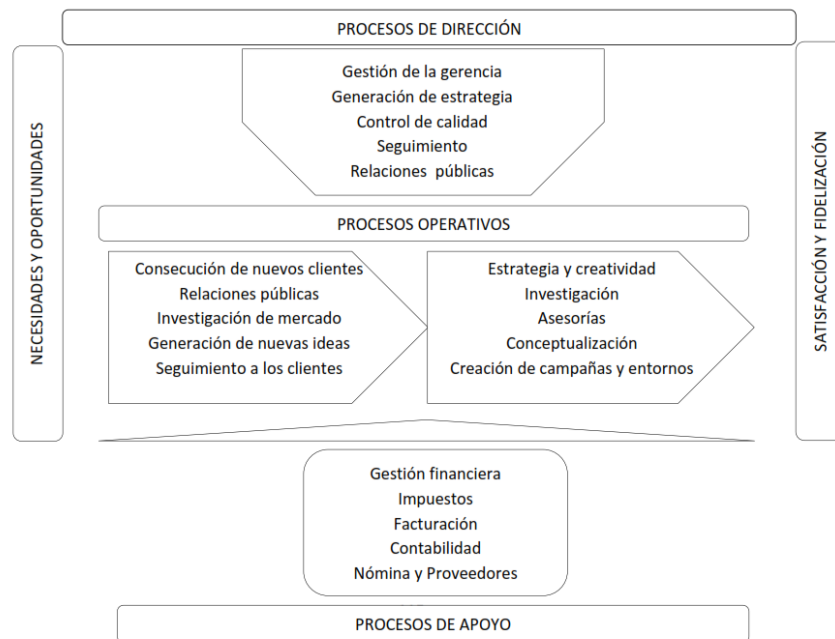 PROCESOS DE DIRECCIÓN
NECESIDADES Y OPORTUNIDADES
Gestión de la gerencia
Generación de estrategia
Control de calidad
Seguimiento
Relaciones públicas
SATISFACCIÓN Y FIDELIZACIÓN
PROCESOS OPERATIVOS
Consecución de nuevos clientes
Relaciones públicas
Investigación de mercado
Generación de nuevas ideas
Seguimiento a los clientes
Estrategia y creatividad
Investigación
Asesorías
Conceptualización
Creación de campañas y entornos
Gestión financiera
Impuestos
Facturación
Contabilidad
Nómina y Proveedores
PROCESOS DE APOYO